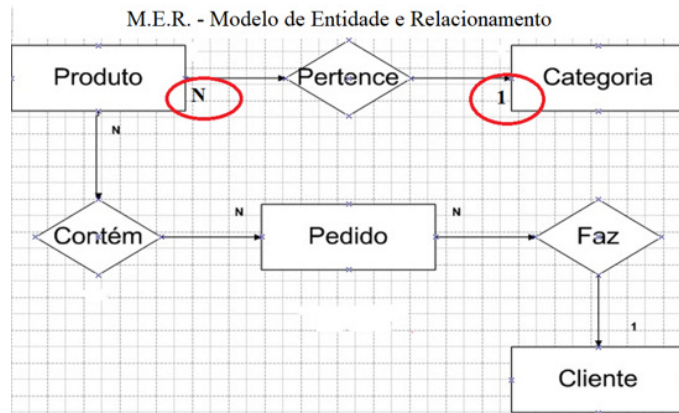 M.E.R. - Modelo de Entidade e Relacionamento
Produto
N
Pertence
1
Categoria
N
Contém
N
Pedido
N
Faz
1
Cliente